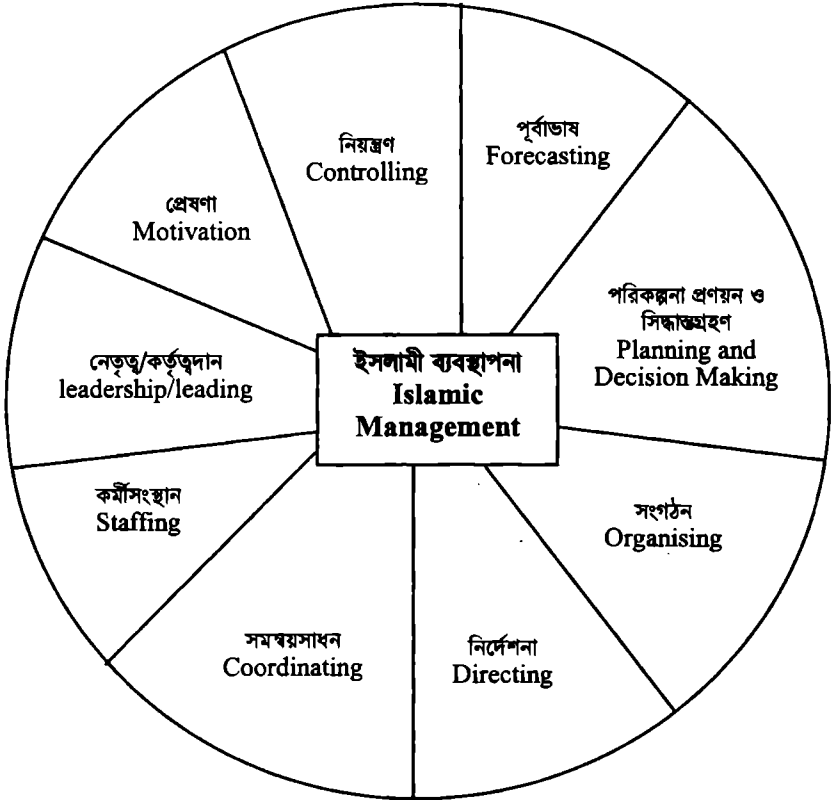 নিয়ন্ত্রণ
Controlling
পূর্বাভাষ
Forecasting
প্রেষণা
Motivation
পরিকল্পনা প্রণয়ন ও
সিদ্ধান্তগ্রহণ
Planning and
Decision Making
নেতৃত্ব/কর্তৃত্বদান
leadership/leading
ইসলামী ব্যবস্থাপনা
Islamic
Management
কর্মীসংস্থান
Staffing
সংগঠন
Organising
সমন্বয়সাধন
Coordinating
নির্দেশনা
Directing